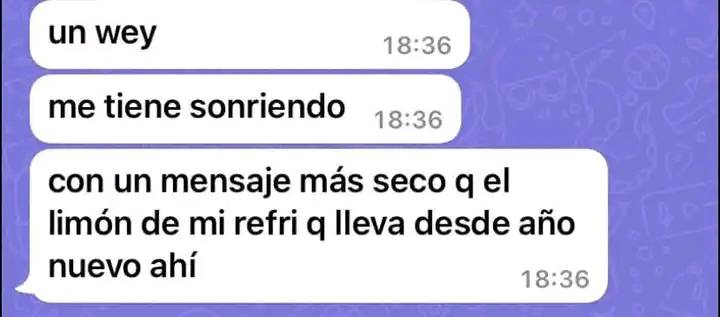 un wey
18:36
me tiene sonriendo
18:36
con un mensaje más seco q el
limón de mi refri q lleva desde año
nuevo ahí
18:36